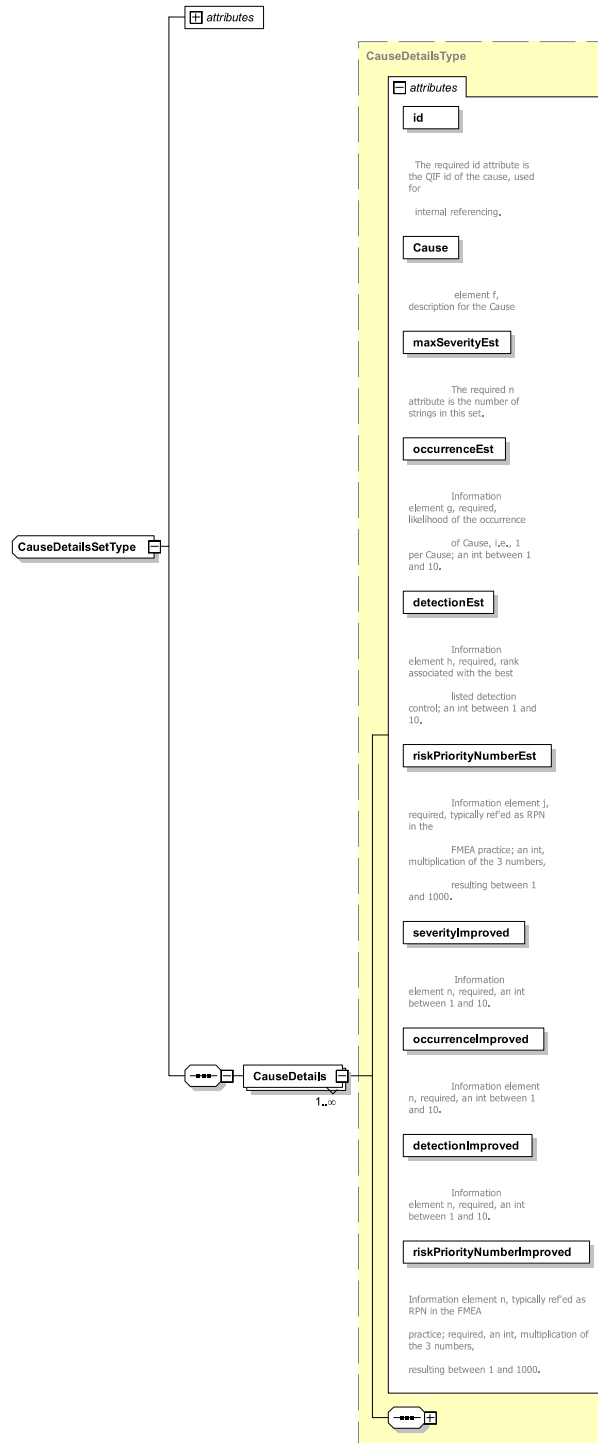 attributes
CauseDetailsType
attributes
id
The required id attribute is
the QIF id of the cause, used
for
internal referencing.
Cause
element f,
description for the Cause
maxSeverityEst
The required n
attribute is the number of
strings in this set.
occurrenceEst
Information
element g, required,
likelihood of the occurrence
of Cause, i.e., 1
per Cause; an int between 1
and 10.
CauseDetailsSetType
detectionEst
Information
element h, required, rank
associated with the best
listed detection
control; an int between 1 and
10.
riskPriorityNumberEst
Information element j,
required, typically ref'ed as RPN
in the
FMEA practice; an int,
multiplication of the 3 numbers,
resulting between 1
and 1000.
severityImproved
Information
element n, required, an int
between 1 and 10.
occurrenceImproved
CauseDetails
1..∞
Information element
n, required, an int between 1
and 10.
detectionImproved
Information
element n, required, an int
between 1 and 10.
riskPriorityNumberImproved
Information element n, typically ref'ed as
RPN in the FMEA
practice; required, an int, multiplication of
the 3 numbers,
resulting between 1 and 1000.